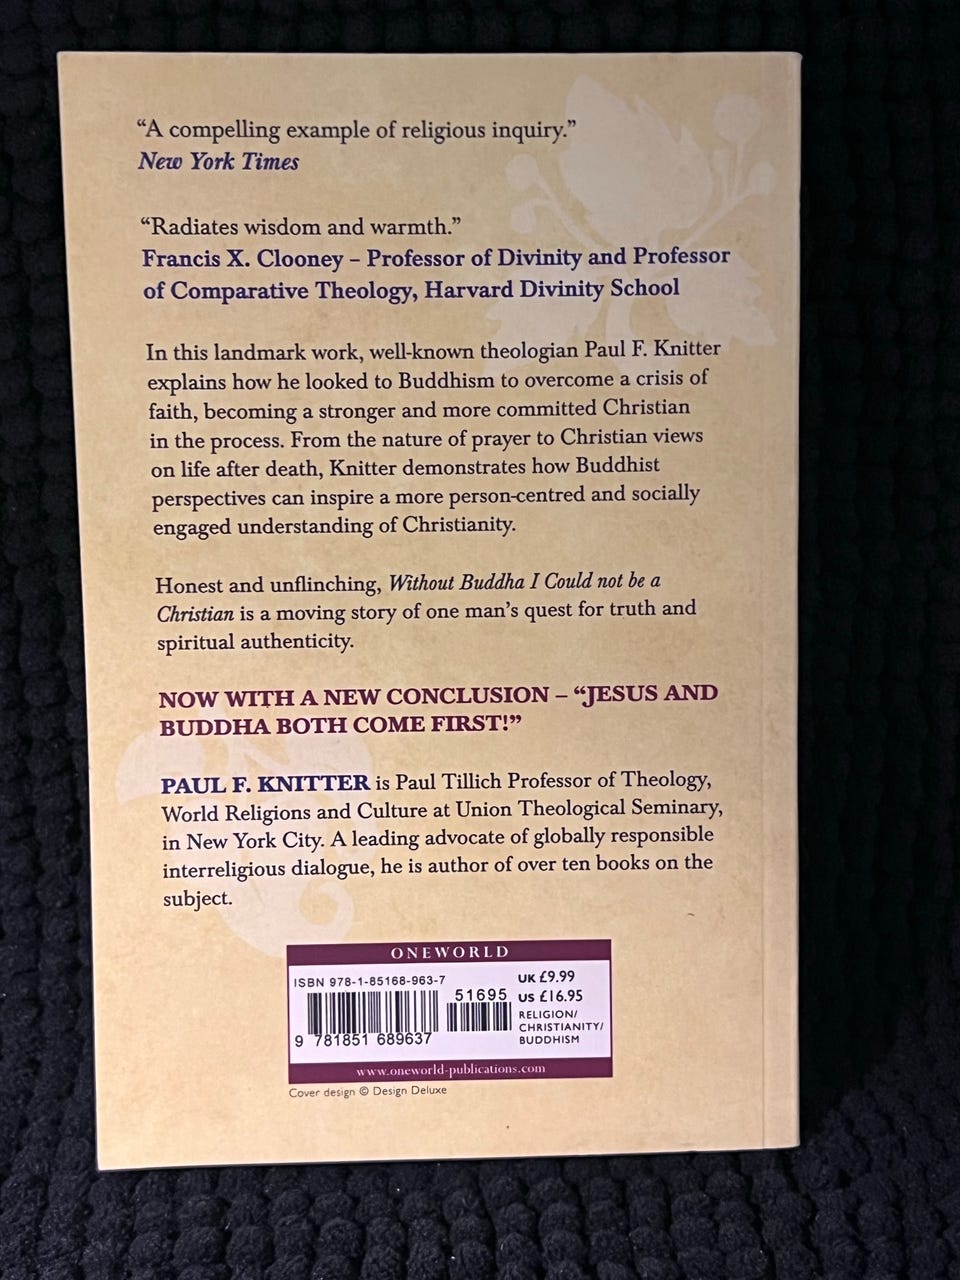 “A compelling example of religious inquiry.”
New York Times
“Radiates wisdom and warmth.”
Francis X. Clooney – Professor of Divinity and Professor
of Comparative Theology, Harvard Divinity School
In this landmark work, well-known theologian Paul F. Knitter
explains how he looked to Buddhism to overcome a crisis of
faith, becoming a stronger and more committed Christian
in the process. From the nature of prayer to Christian views
on life after death, Knitter demonstrates how Buddhist
perspectives can inspire a more person-centred and socially
engaged understanding of Christianity.
Honest and unflinching, Without Buddha I Could not be a
Christian is a moving story of one man’s quest for truth and
spiritual authenticity.
NOW WITH A NEW CONCLUSION – “JESUS AND
BUDDHA BOTH COME FIRST!”
PAUL F. KNITTER is Paul Tillich Professor of Theology,
World Religions and Culture at Union Theological Seminary,
in New York City. A leading advocate of globally responsible
interreligious dialogue, he is author of over ten books on the
subject.
ONEWORLD
ISBN 978-1-85168-963-7
51695
9 781851 689637
UK £9.99
US £16.95
RELIGION/
CHRISTIANITY/
BUDDHISM
www.oneworld-publications.com
Cover design © Design Deluxe